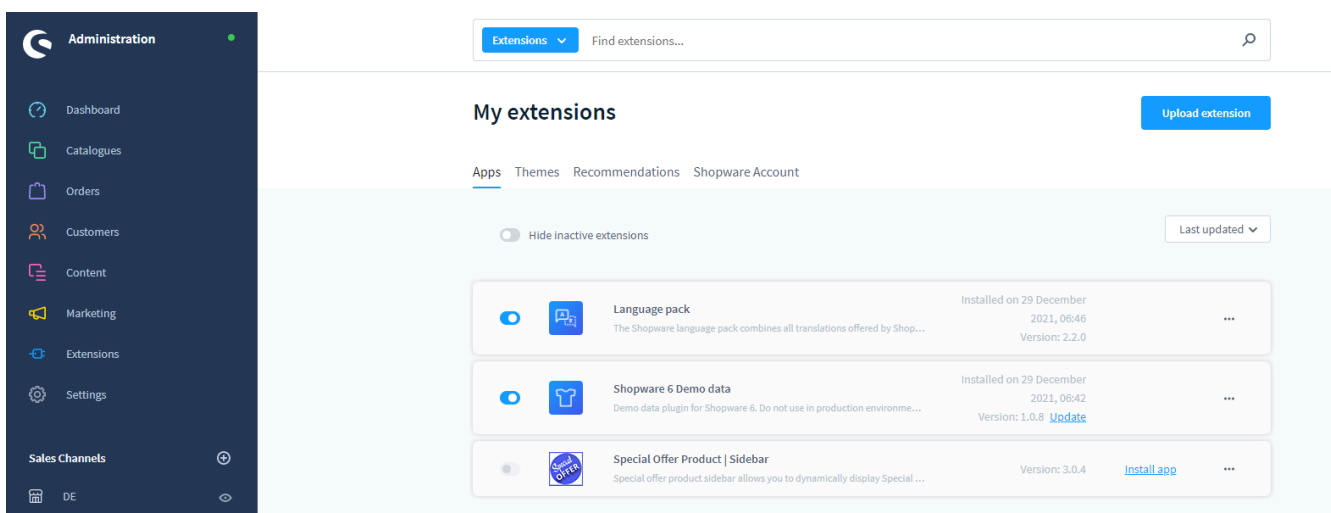 Administration
Extensions
Find extensions...
Dashboard
Catalogues
Orders
Customers
Content
Marketing
Extensions
Settings
Sales Channels
DE
My extensions
Upload extension
Apps Themes Recommendations Shopware Account
Hide inactive extensions
Last updated
Language pack
The Shopware language pack combines all translations offered by Shop...
Installed on 29 December
2021, 06:46
Version: 2.2.0
Shopware 6 Demo data
Demo data plugin for Shopware 6. Do not use in production environme...
Installed on 29 December
2021, 06:42
Version: 1.0.8 Update
Special OFFER
Special Offer Product | Sidebar
Special offer product sidebar allows you to dynamically display Special ...
Version: 3.0.4
Install app